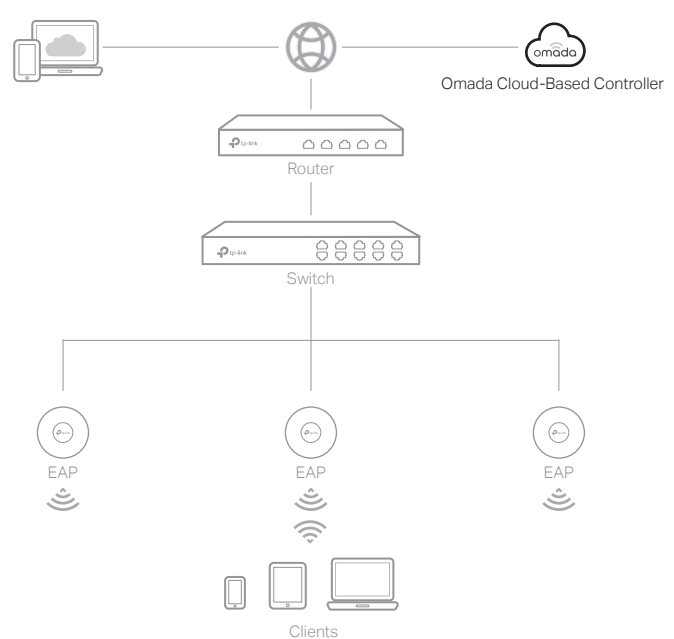 omada
Omada Cloud-Based Controller
tp-link
Router
tp-link
Switch
EAP
EAP
EAP
Clients